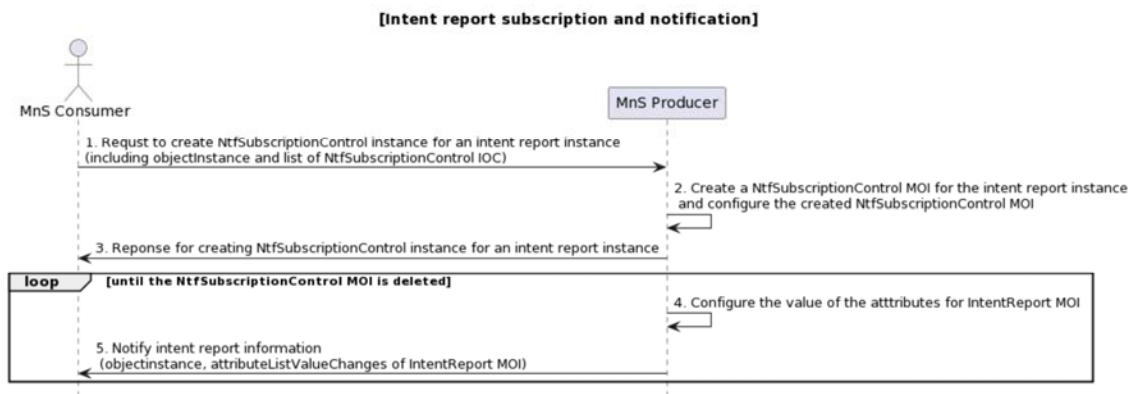 [Intent report subscription and notification]
MnS Consumer
MnS Producer
1. Requst to create NtfSubscriptionControl instance for an intent report instance
(including objectInstance and list of NtfSubscriptionControl IOC)
2. Create a NtfSubscriptionControl MOI for the intent report instance
and configure the created NtfSubscriptionControl MOI
3. Reponse for creating NtfSubscriptionControl instance for an intent report instance
loop [until the NtfSubscriptionControl MOI is deleted]
4. Configure the value of the atttributes for IntentReport MOI
5. Notify intent report information
(objectinstance, attributeListValueChanges of IntentReport MOI)